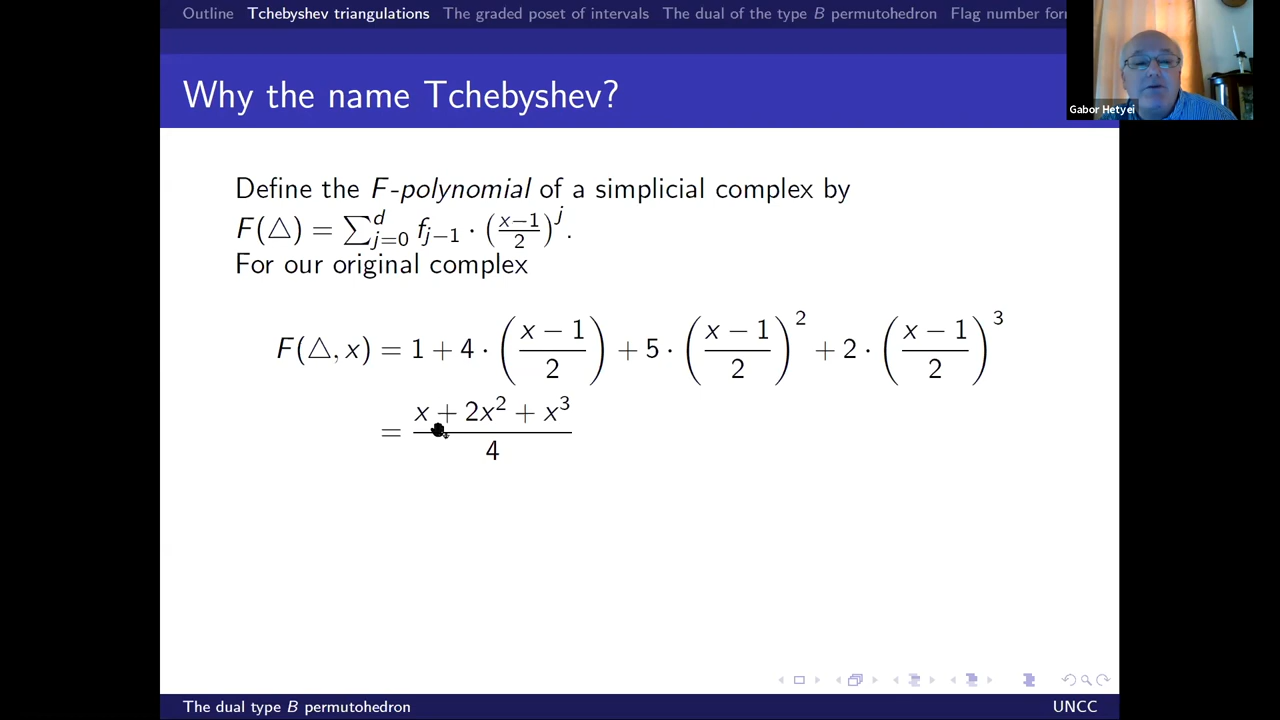 Outline Tchebyshev triangulations The graded poset of intervals The dual of the type B permutohedron Flag number for
Gabor Hetyei
Why the name Tchebyshev?
Define the F-polynomial of a simplicial complex by
F(△) = ∑_{j=0}^{d} f_{j−1} · ((x−1)/2)^j.
For our original complex
F(△, x) = 1 + 4 · ((x − 1)/2) + 5 · ((x − 1)/2)^2 + 2 · ((x − 1)/2)^3
= (x + 2x^2 + x^3)/4
The dual type B permutohedron UNCC